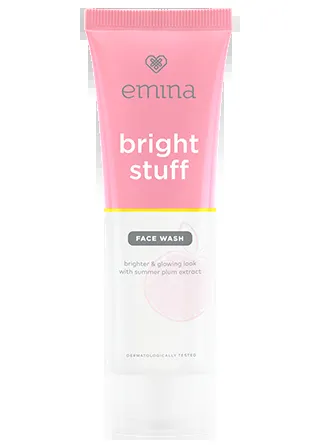 emina
bright
stuff
FACE WASH
brighter & glowing look
with summer plum extract
DERMATOLOGICALLY TESTED